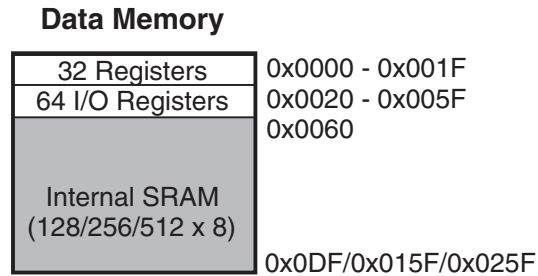 Data Memory
32 Registers 0x0000 - 0x001F
64 I/O Registers 0x0020 - 0x005F
0x0060
Internal SRAM
(128/256/512 x 8)
0x0DF/0x015F/0x025F